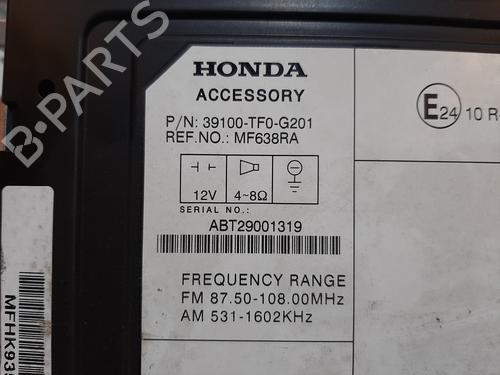 HONDA
ACCESSORY
P/N: 39100-TF0-G201
REF.NO.: MF638RA
12V
4~8Ω
SERIAL NO.:
ABT29001319
FREQUENCY RANGE
FM 87.50-108.00MHz
AM 531-1602KHz
E24 10 R-
MFHK93
B-PARTS